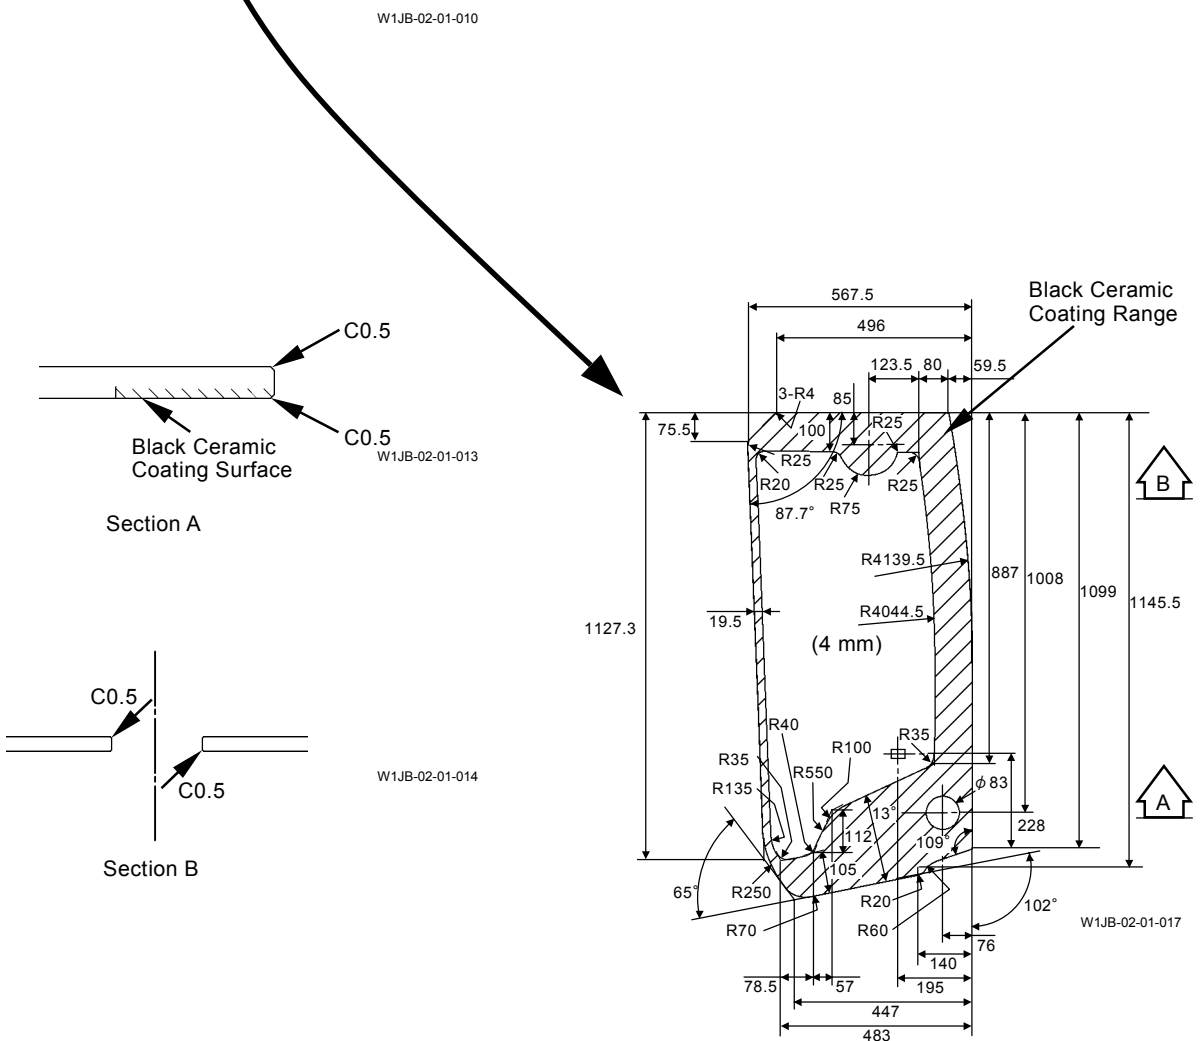 W1JB-02-01-010
C0.5
C0.5
Black Ceramic
Coating Surface
W1JB-02-01-013
Section A
C0.5
C0.5
W1JB-02-01-014
Section B
Black Ceramic
Coating Range
567.5
496
123.5
80
59.5
3-R4
85
75.5
100
R25
R25
R20
R25
R25
R75
87.7°
B
R4139.5
887
1008
1099
1145.5
R4044.5
19.5
1127.3
(4 mm)
R40
R35
R100
R35
R550
R135
φ83
A
13°
112
228
109°
105
65°
R250
R20
102°
R70
R60
W1JB-02-01-017
76
140
78.5
57
195
447
483